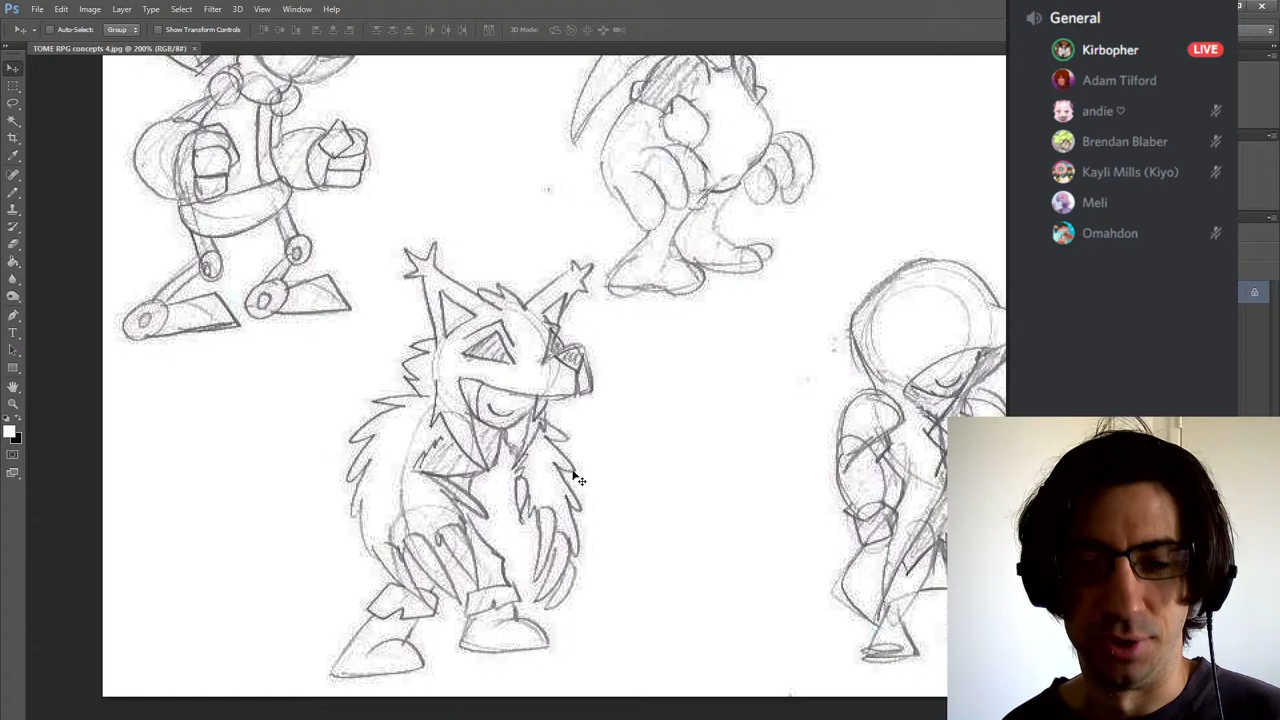 Ps File Edit Image Layer Type Select Filter 3D View Window Help
Auto-Select: Group Show Transform Controls 3D Mode:
TOME RPG concepts 4.jpg @ 200% (RGB/8#) ×
General
Kirbopher LIVE
Adam Tilford
andie ♡
Brendan Blaber
Kayli Mills (Kiyo)
Meli
Omahdon